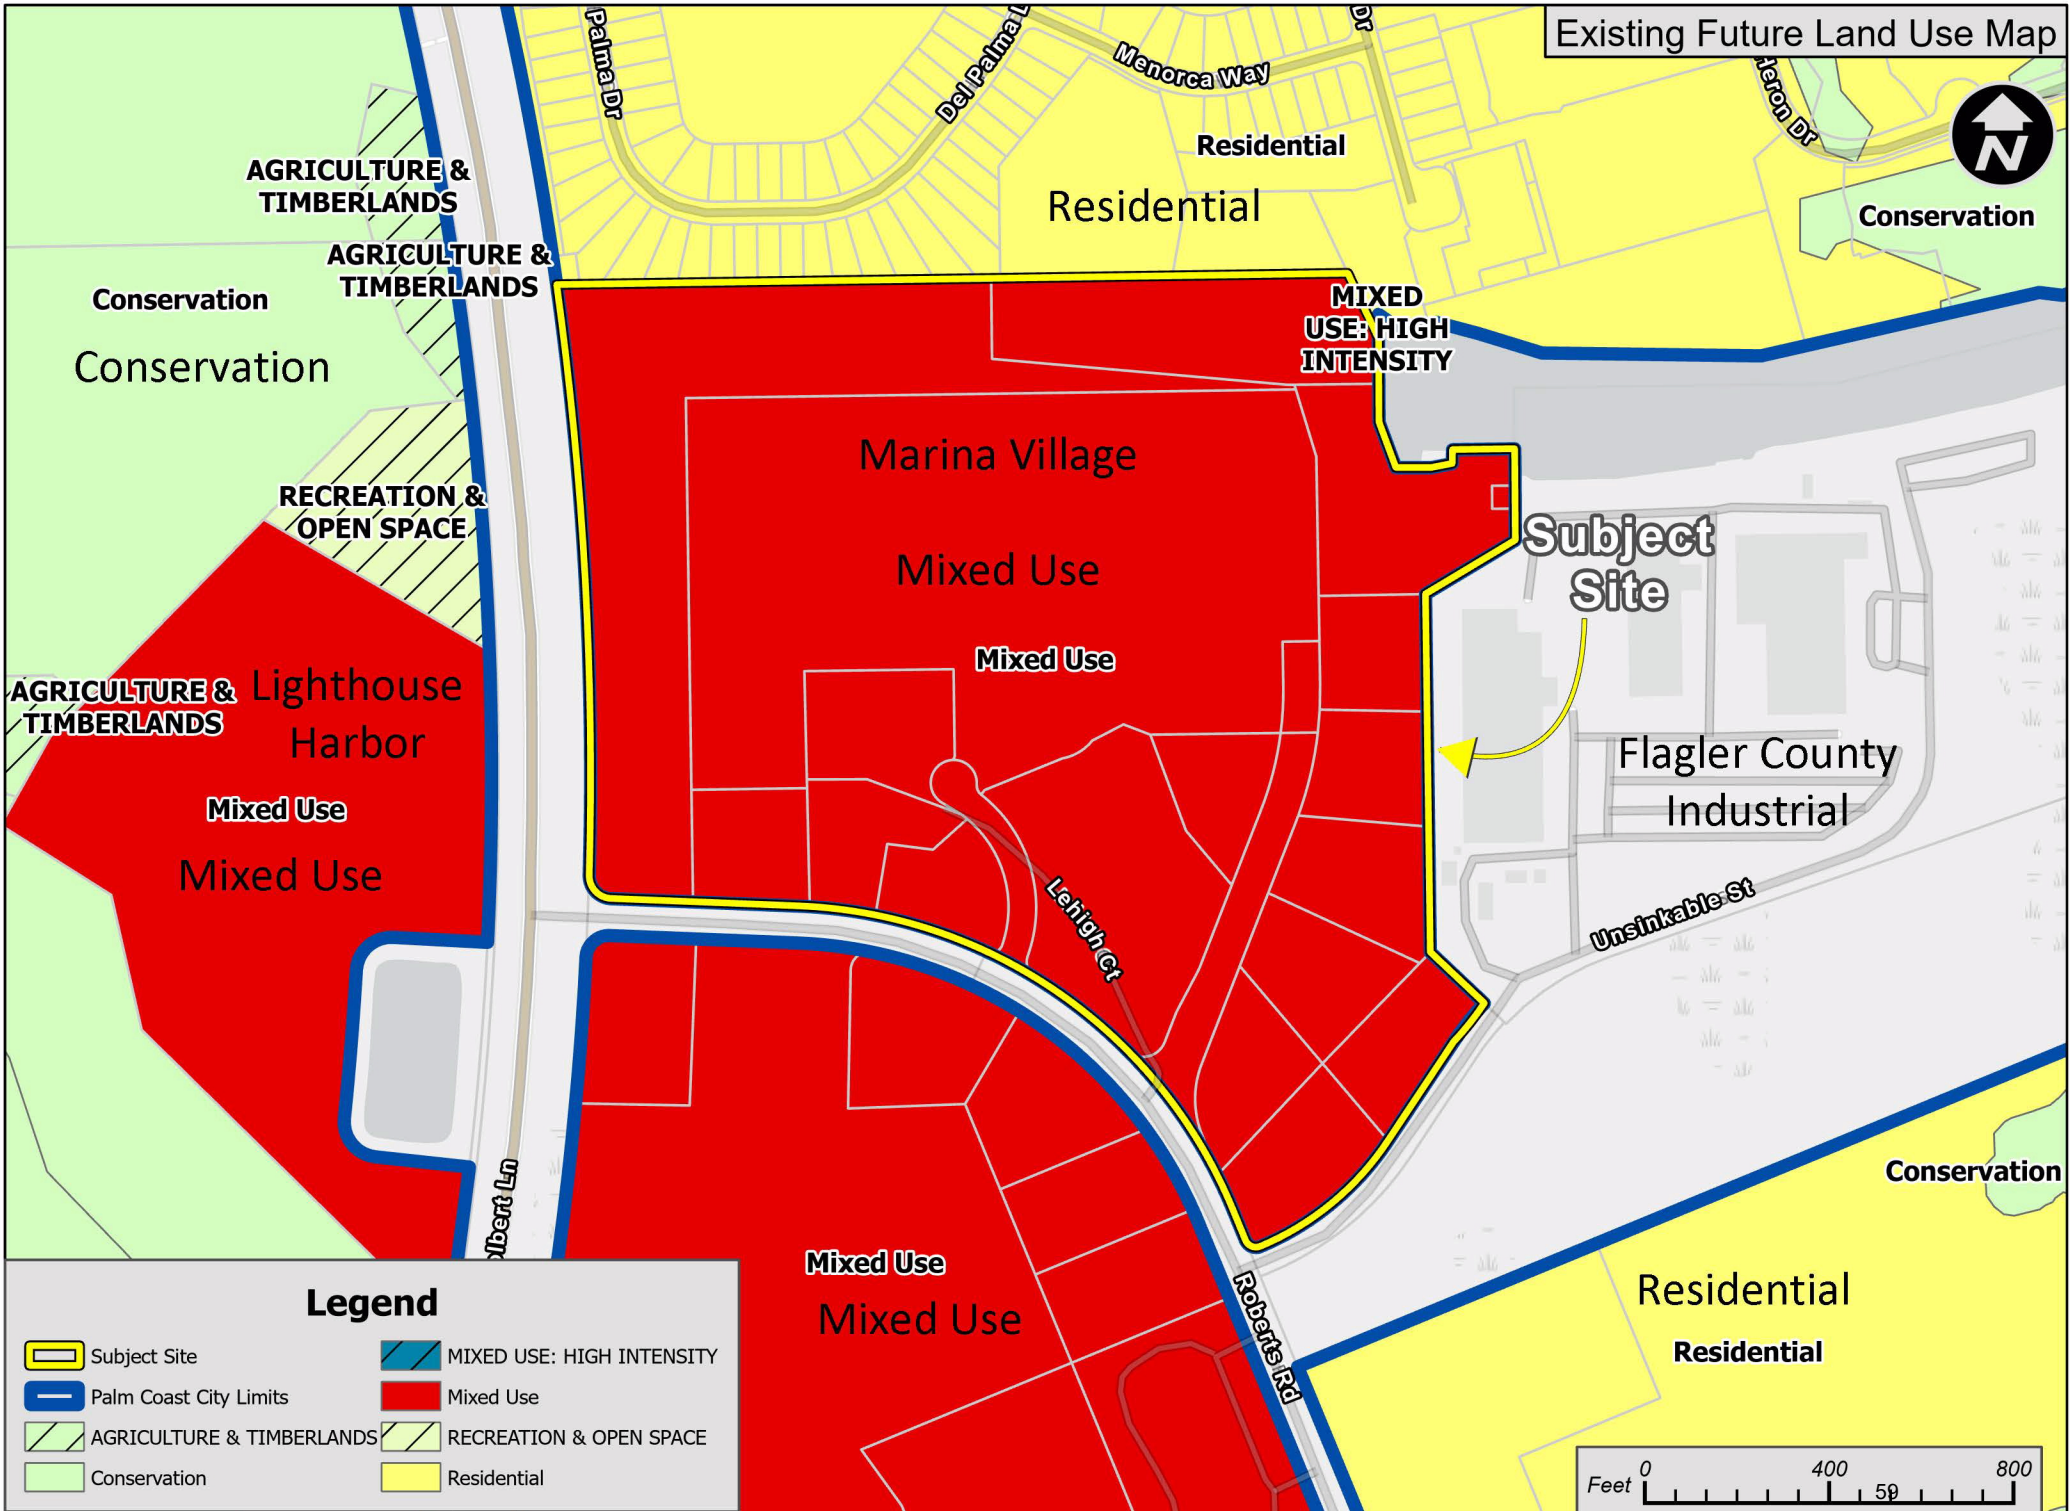 Existing Future Land Use Map
Palma Dr
Del Palma
Menorca Way
Dr
Heron Dr
N
Residential
Residential
Conservation
AGRICULTURE &
TIMBERLANDS
AGRICULTURE &
TIMBERLANDS
Conservation
Conservation
MIXED
USE: HIGH
INTENSITY
RECREATION &
OPEN SPACE
Marina Village
Mixed Use
Mixed Use
Subject
Site
AGRICULTURE &
TIMBERLANDS
Lighthouse
Harbor
Mixed Use
Mixed Use
Flagler County
Industrial
Lehigh Ct
Unsinkable St
olbert Ln
Conservation
Mixed Use
Mixed Use
Roberts Rd
Residential
Residential
Legend
Subject Site
MIXED USE: HIGH INTENSITY
Palm Coast City Limits
Mixed Use
AGRICULTURE & TIMBERLANDS
RECREATION & OPEN SPACE
Conservation
Residential
0 400 800
Feet
59